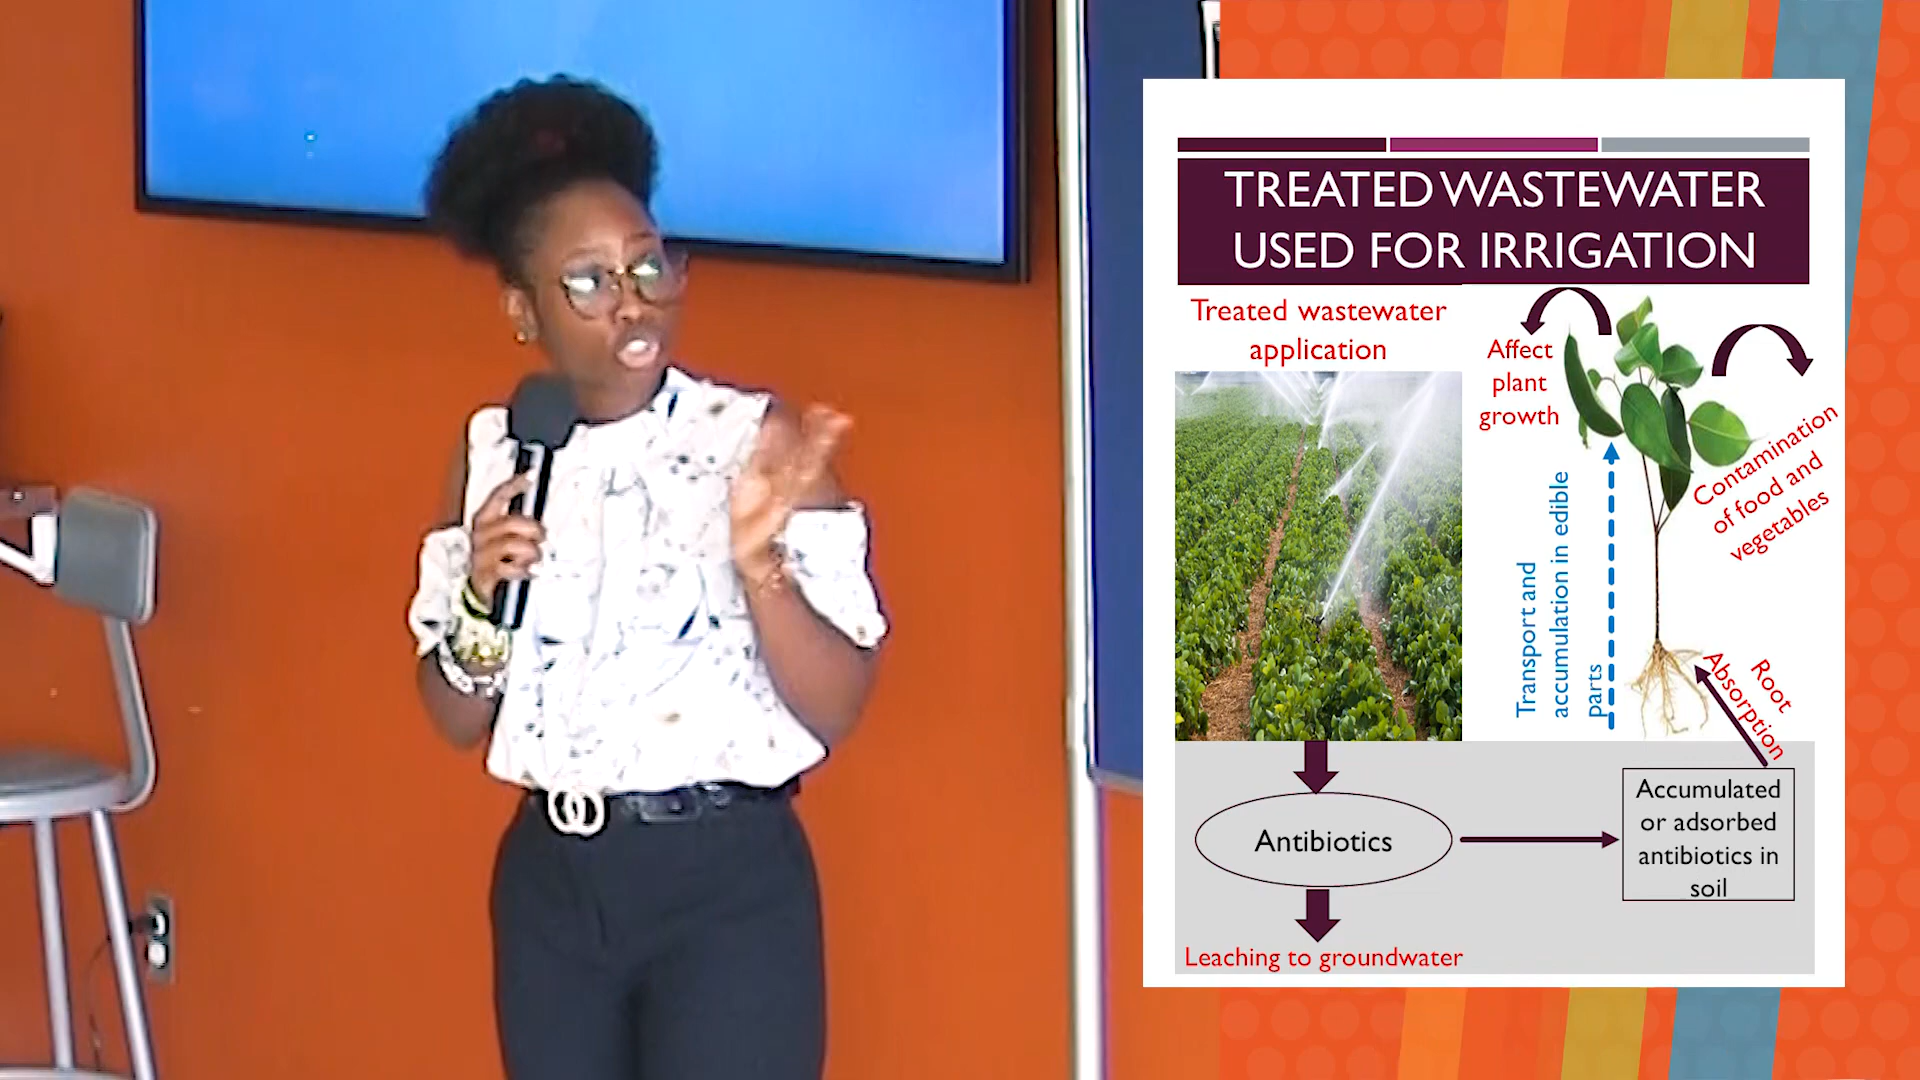 TREATED WASTEWATER
USED FOR IRRIGATION
Treated wastewater
application
Affect
plant
growth
Contamination
of food and
vegetables
Transport and
accumulation in edible
parts
Root
Absorption
Antibiotics
Accumulated
or adsorbed
antibiotics in
soil
Leaching to groundwater